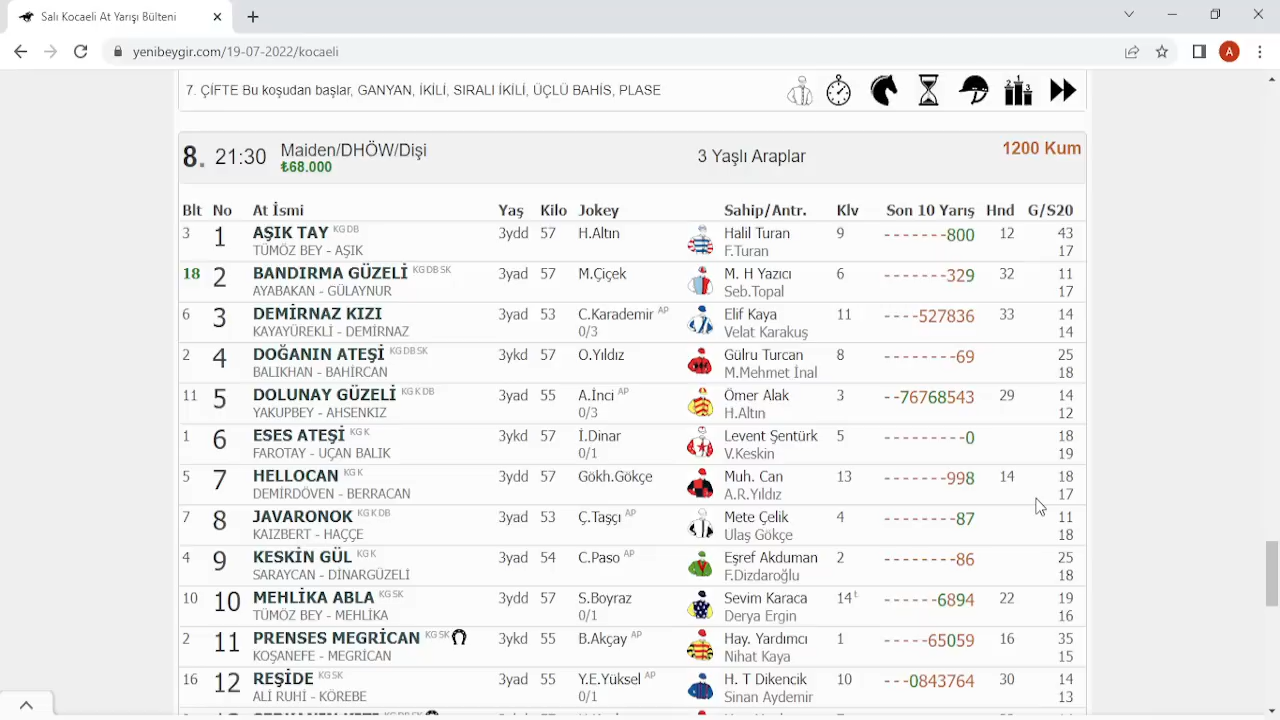 Salı Kocaeli At Yarışı Bülteni
yenibeygir.com/19-07-2022/kocaeli
A
7. ÇİFTE Bu koşudan başlar, GANYAN, İKİLİ, SIRALI İKİLİ, ÜÇLÜ BAHİS, PLASE
8. 21:30 Maiden/DHÖW/Dişi 3 Yaşlı Araplar 1200 Kum
₺68.000
Blt No At İsmi Yaş Kilo Jokey Sahip/Antr. Klv Son 10 Yarış Hnd G/S20
3 1 AŞIK TAY KG DB 3ydd 57 H.Altın Halil Turan 9 -------800 12 43
TÜMÖZ BEY - AŞIK F.Turan 17
18 2 BANDIRMA GÜZELİ KG DB SK 3yad 57 M.Çiçek M. H Yazıcı 6 -------329 32 11
AYABAKAN - GÜLAYNUR Seb.Topal 17
6 3 DEMİRNAZ KIZI 3yad 53 C.Karademir AP Elif Kaya 11 ----527836 33 14
KAYAYÜREKLİ - DEMİRNAZ 0/3 Velat Karakuş 14
2 4 DOĞANIN ATEŞİ KG DB SK 3ykd 57 O.Yıldız Gülru Turcan 8 --------69 25
BALIKHAN - BAHİRCAN M.Mehmet İnal 18
11 5 DOLUNAY GÜZELİ KG K DB 3yad 55 A.İnci AP Ömer Alak 3 --76768543 29 14
YAKUPBEY - AHSENKIZ 0/3 H.Altın 12
1 6 ESES ATEŞİ KG K 3ykd 57 İ.Dinar Levent Şentürk 5 ---------0 18
FAROTAY - UÇAN BALIK 0/1 V.Keskin 19
5 7 HELLOCAN KG K 3ydd 57 Gökh.Gökçe Muh. Can 13 -------998 14 18
DEMİRDÖVEN - BERRACAN A.R.Yıldız 17
7 8 JAVARONOK KG K DB 3yad 53 Ç.Taşçı AP Mete Çelik 4 --------87 11
KAIZBERT - HAÇÇE Ulaş Gökçe 18
4 9 KESKİN GÜL KG K 3yad 54 C.Paso AP Eşref Akduman 2 --------86 25
SARAYCAN - DİNARGÜZELİ F.Dizdaroğlu 18
10 10 MEHLİKA ABLA KG SK 3ydd 57 S.Boyraz Sevim Karaca 14 t ------6894 22 19
TÜMÖZ BEY - MEHLİKA 0/1 Derya Ergin 16
2 11 PRENSES MEGRİCAN KG SK 3ykd 55 B.Akçay AP Hay. Yardımcı 1 -----65059 16 35
KOŞANEFE - MEGRİCAN Nihat Kaya 15
16 12 REŞİDE KG SK 3yad 55 Y.E.Yüksel AP H. T Dikencik 10 ---0843764 30 14
ALİ RUHİ - KÖREBE 0/1 Sinan Aydemir 13